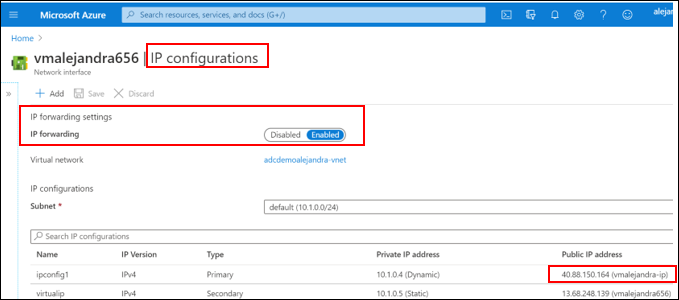 Microsoft Azure
Search resources, services, and docs (G+/)
alejan
Home >
vmalejandra656 | IP configurations
Network interface
»
+ Add Save × Discard
IP forwarding settings
IP forwarding Disabled Enabled
Virtual network adcdemoalejandra-vnet
IP configurations
Subnet * default (10.1.0.0/24)
Search IP configurations
Name IP Version Type Private IP address Public IP address
ipconfig1 IPv4 Primary 10.1.0.4 (Dynamic) 40.88.150.164 (vmalejandra-ip)
virtualip IPv4 Secondary 10.1.0.5 (Static) 13.68.248.139 (vmalejandra656)